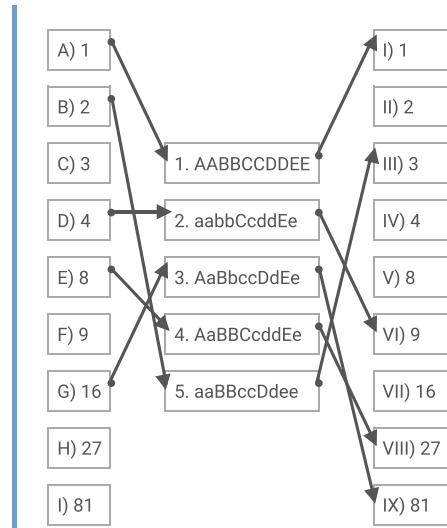 A) 1
B) 2
C) 3
D) 4
E) 8
F) 9
G) 16
H) 27
I) 81
1. AABBCCDDEE
2. aabbCcddEe
3. AaBbccDdEe
4. AaBBCcddEe
5. aaBBccDdee
I) 1
II) 2
III) 3
IV) 4
V) 8
VI) 9
VII) 16
VIII) 27
IX) 81